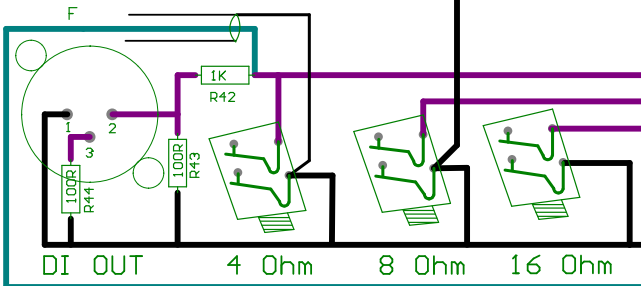 F
1K
R42
1
2
3
100R
R43
100R
R44
DI OUT
4 Ohm
8 Ohm
16 Ohm